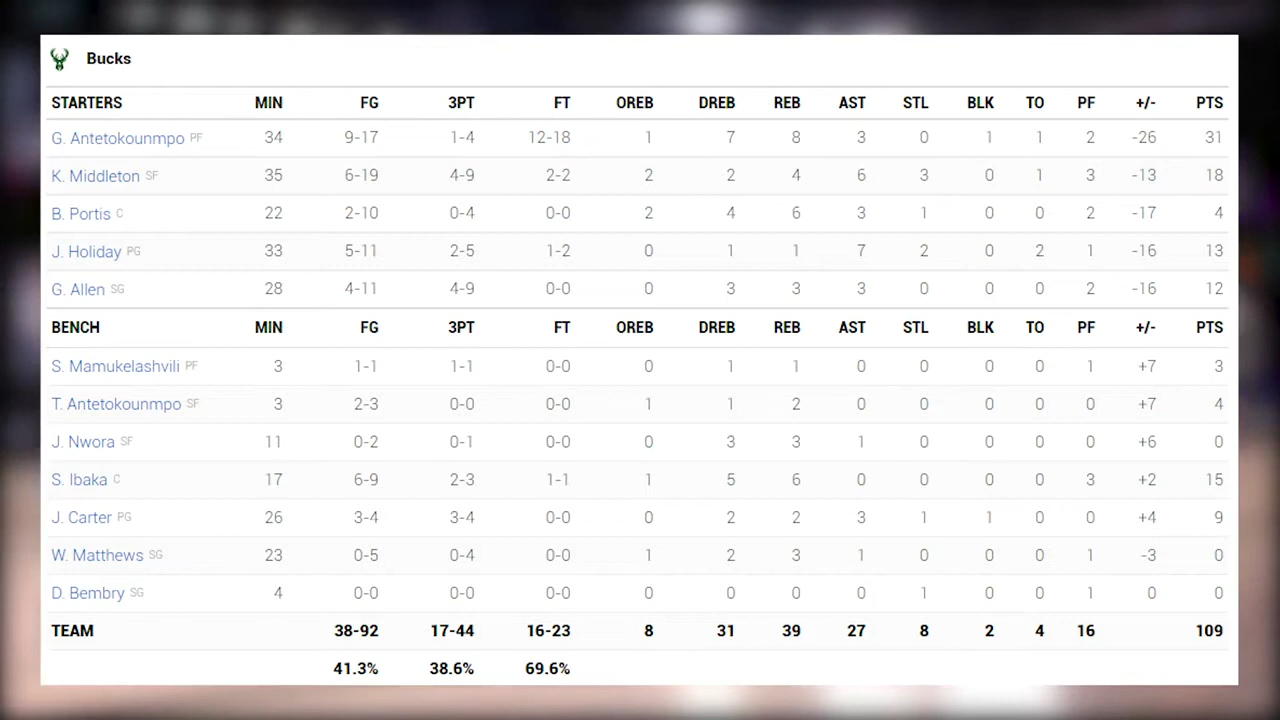 Bucks
STARTERS MIN FG 3PT FT OREB DREB REB AST STL BLK TO PF +/- PTS
G. Antetokounmpo PF 34 9-17 1-4 12-18 1 7 8 3 0 1 1 2 -26 31
K. Middleton SF 35 6-19 4-9 2-2 2 2 4 6 3 0 1 3 -13 18
B. Portis C 22 2-10 0-4 0-0 2 4 6 3 1 0 0 2 -17 4
J. Holiday PG 33 5-11 2-5 1-2 0 1 1 7 2 0 2 1 -16 13
G. Allen SG 28 4-11 4-9 0-0 0 3 3 3 0 0 0 2 -16 12
BENCH MIN FG 3PT FT OREB DREB REB AST STL BLK TO PF +/- PTS
S. Mamukelashvili PF 3 1-1 1-1 0-0 0 1 1 0 0 0 0 1 +7 3
T. Antetokounmpo SF 3 2-3 0-0 0-0 1 1 2 0 0 0 0 0 +7 4
J. Nwora SF 11 0-2 0-1 0-0 0 3 3 1 0 0 0 0 +6 0
S. Ibaka C 17 6-9 2-3 1-1 1 5 6 0 0 0 0 3 +2 15
J. Carter PG 26 3-4 3-4 0-0 0 2 2 3 1 1 0 0 +4 9
W. Matthews SG 23 0-5 0-4 0-0 1 2 3 1 0 0 0 1 -3 0
D. Bembry SG 4 0-0 0-0 0-0 0 0 0 0 1 0 0 1 0 0
TEAM 38-92 17-44 16-23 8 31 39 27 8 2 4 16 109
41.3% 38.6% 69.6%